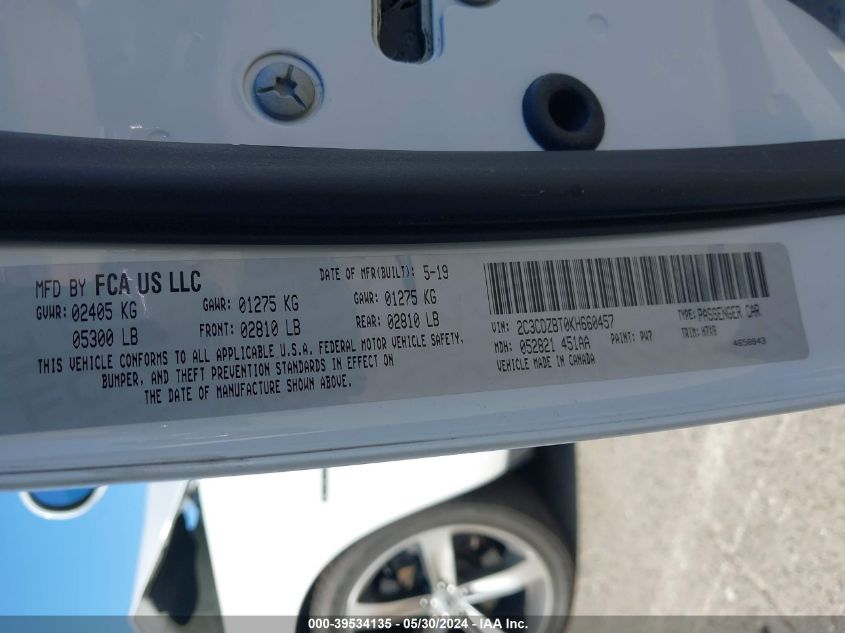 MFD BY FCA US LLC DATE OF MFR(BUILT): 5-19
GVWR: 02405 KG GAWR: 01275 KG GAWR: 01275 KG
05300 LB FRONT: 02810 LB REAR: 02810 LB
THIS VEHICLE CONFORMS TO ALL APPLICABLE U.S.A. FEDERAL MOTOR VEHICLE SAFETY,
BUMPER, AND THEFT PREVENTION STANDARDS IN EFFECT ON
THE DATE OF MANUFACTURE SHOWN ABOVE.
VIN: 2C3CDZBT0KH660457 TYPE: PASSENGER CAR
MDH: 052821 451AA PAINT: PW7 TRIM: H7X9
VEHICLE MADE IN CANADA 4658843
000-39534135 - 05/30/2024 - IAA Inc.